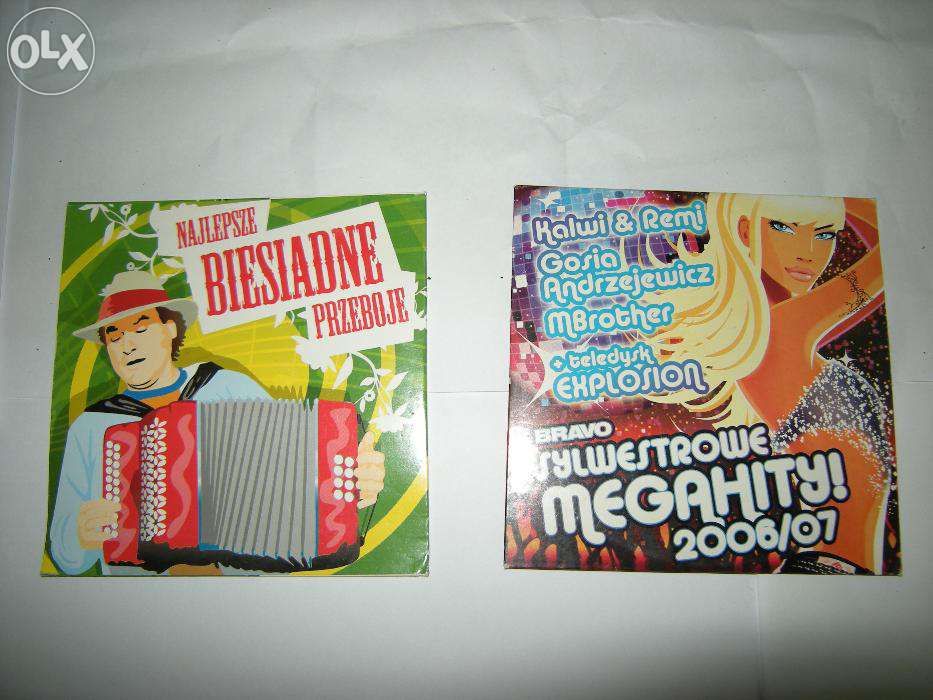 OLX
NAJLEPSZE
BIESIADNE
PRZEBOJE
Kalwi & Remi
Gosia
Andrzejewicz
MBrother
+ teledysk
EXPLOSION
BRAVO
SYLWESTROWE
MEGAHITY!
2006/07